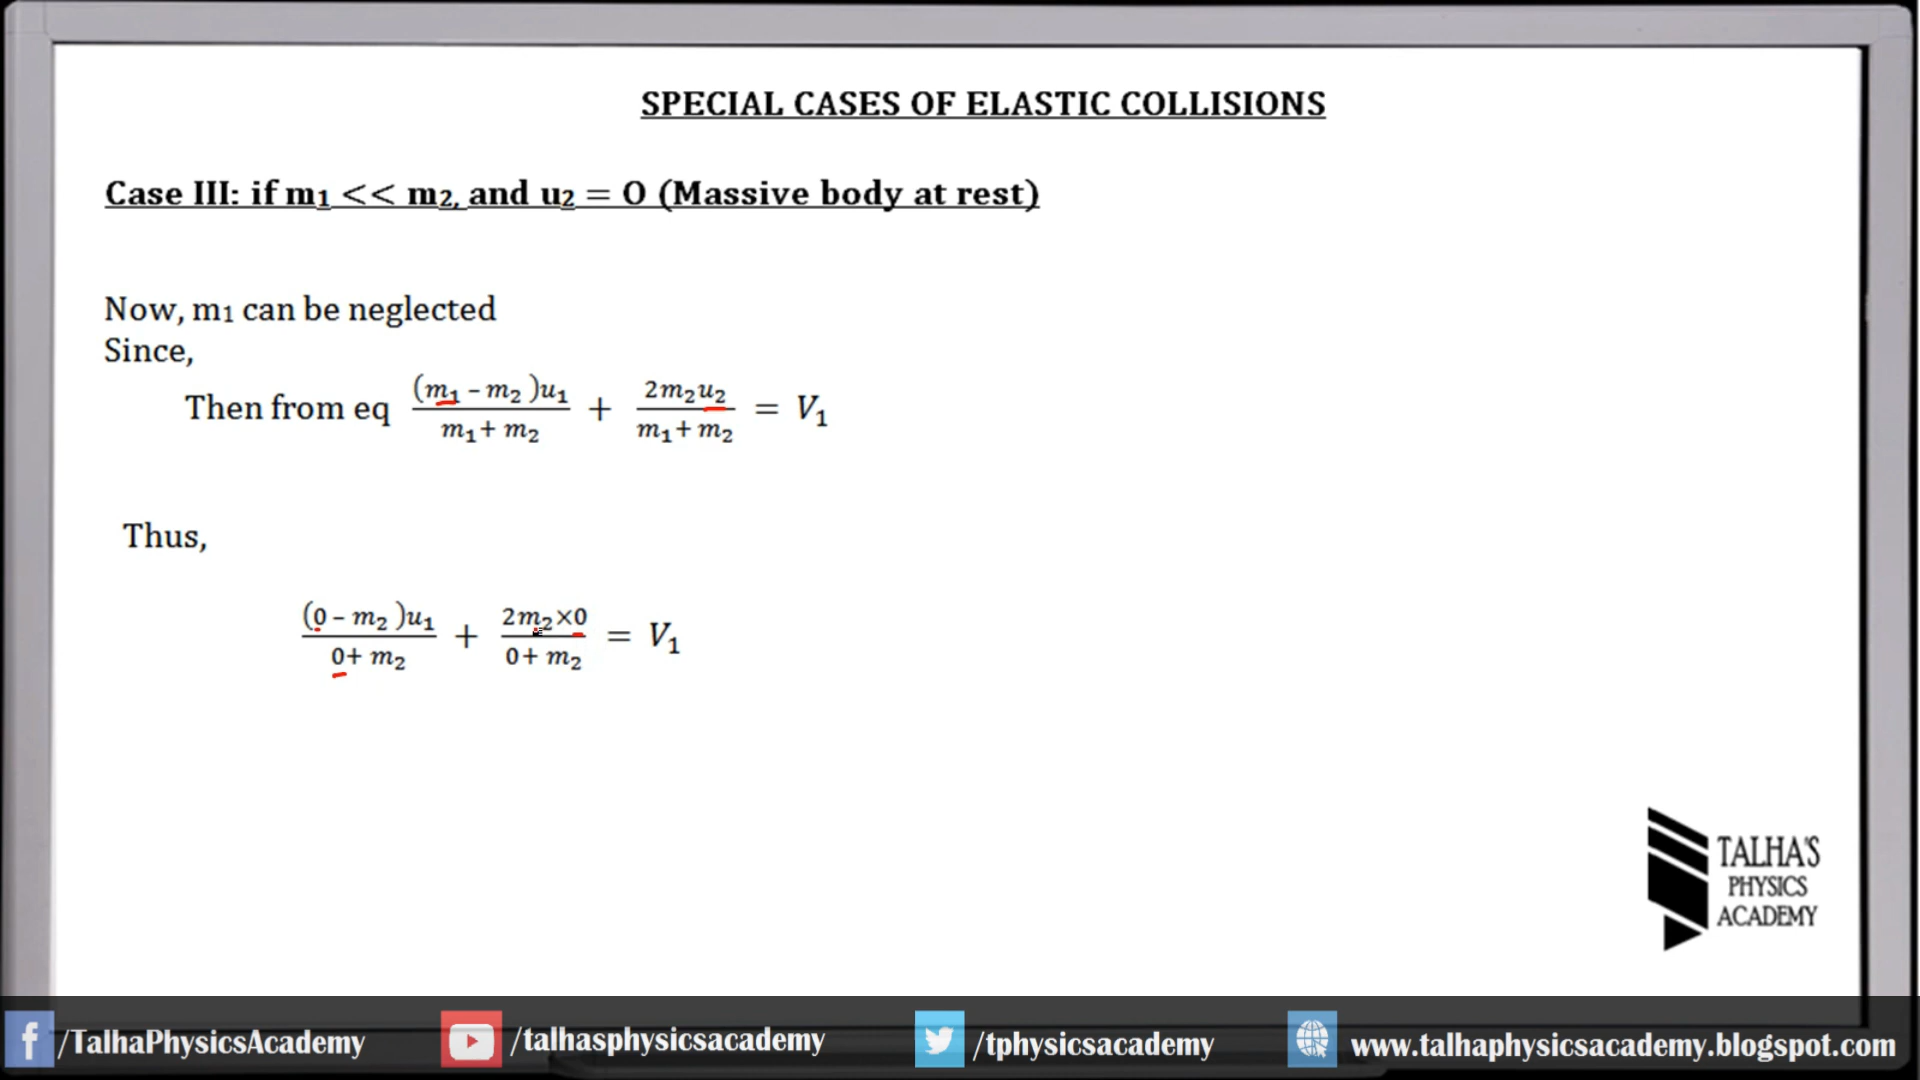 SPECIAL CASES OF ELASTIC COLLISIONS
Case III: if m₁ << m₂, and u₂ = O (Massive body at rest)
Now, m₁ can be neglected
Since,
Then from eq (m₁ – m₂ )u₁ / m₁+ m₂ + 2m₂u₂ / m₁+ m₂ = V₁
Thus,
(0 – m₂ )u₁ / 0+ m₂ + 2m₂×0 / 0+ m₂ = V₁
TALHA'S
PHYSICS
ACADEMY
/TalhaPhysicsAcademy /talhasphysicsacademy /tphysicsacademy www.talhaphysicsacademy.blogspot.com